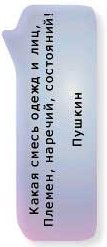 Какая смесь одежд и лиц,
Племен, наречий, состояний!
Пушкин